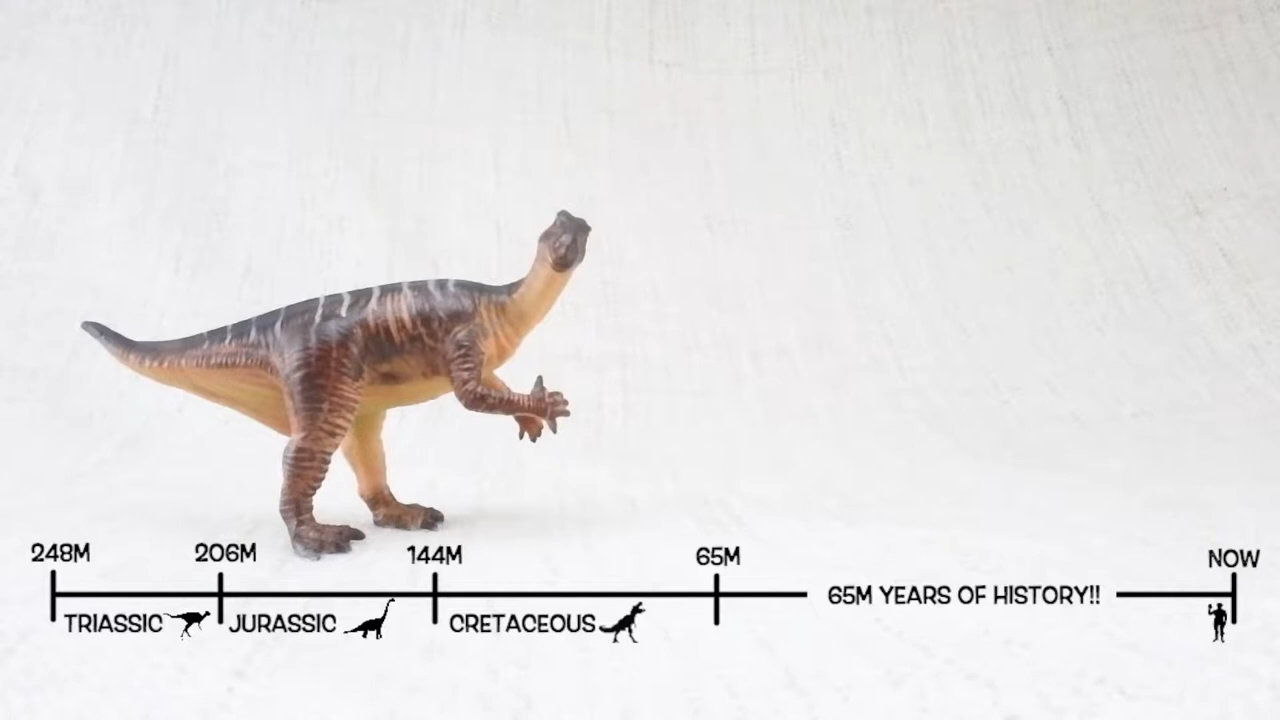 248M 206M 144M 65M NOW
65M YEARS OF HISTORY!!
TRIASSIC JURASSIC CRETACEOUS